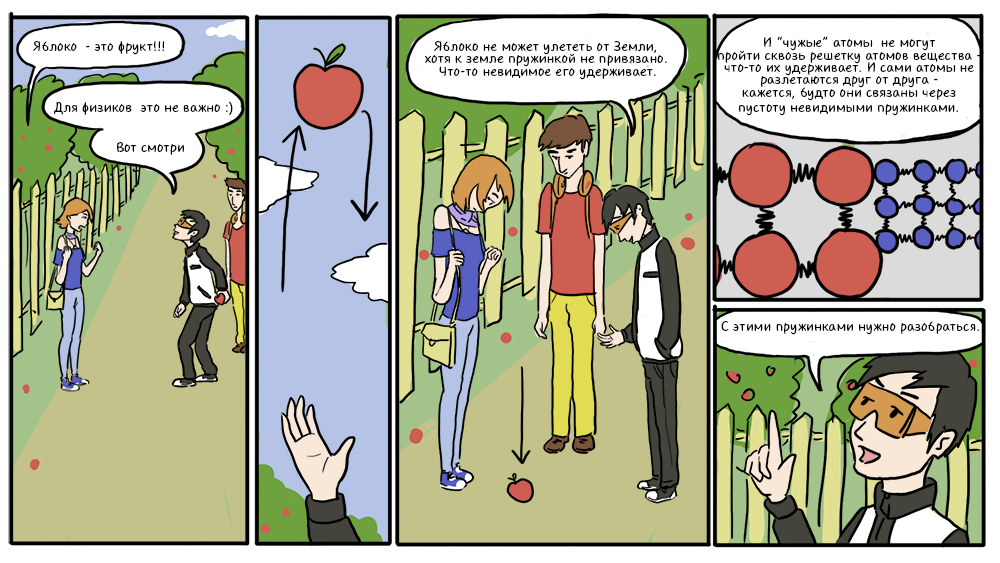 Яблоко - это фрукт!!!
Для физиков это не важно :)
Вот смотри
Яблоко не может улететь от Земли,
хотя к земле пружинкой не привязано.
Что-то невидимое его удерживает.
И “чужые” атомы не могут
пройти сквозь решетку атомов вещества -
что-то их удерживает. И сами атомы не
разлетаются друг от друга -
кажется, будто они связаны через
пустоту невидимыми пружинками.
С этими пружинками нужно разобраться.